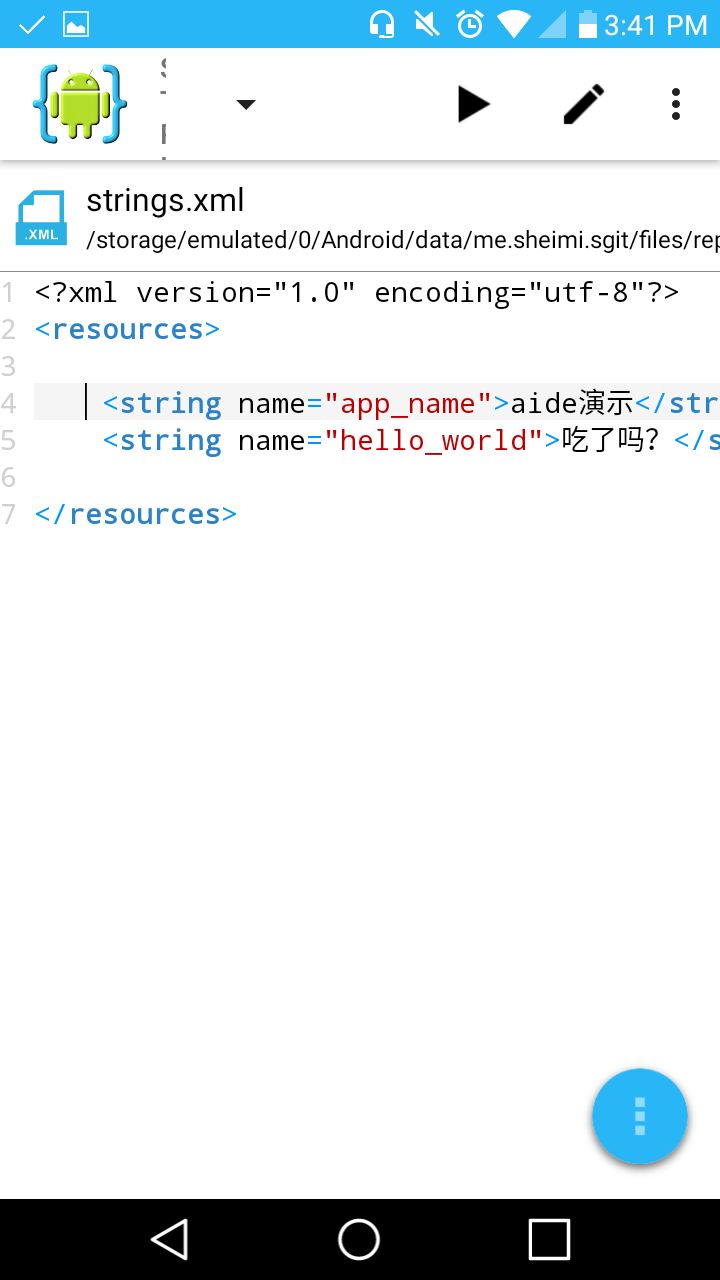 3:41 PM
strings.xml
.XML
/storage/emulated/0/Android/data/me.sheimi.sgit/files/rep
1 <?xml version="1.0" encoding="utf-8"?>
2 <resources>
3
4 <string name="app_name">aide演示</str
5 <string name="hello_world">吃了吗？</s
6
7 </resources>